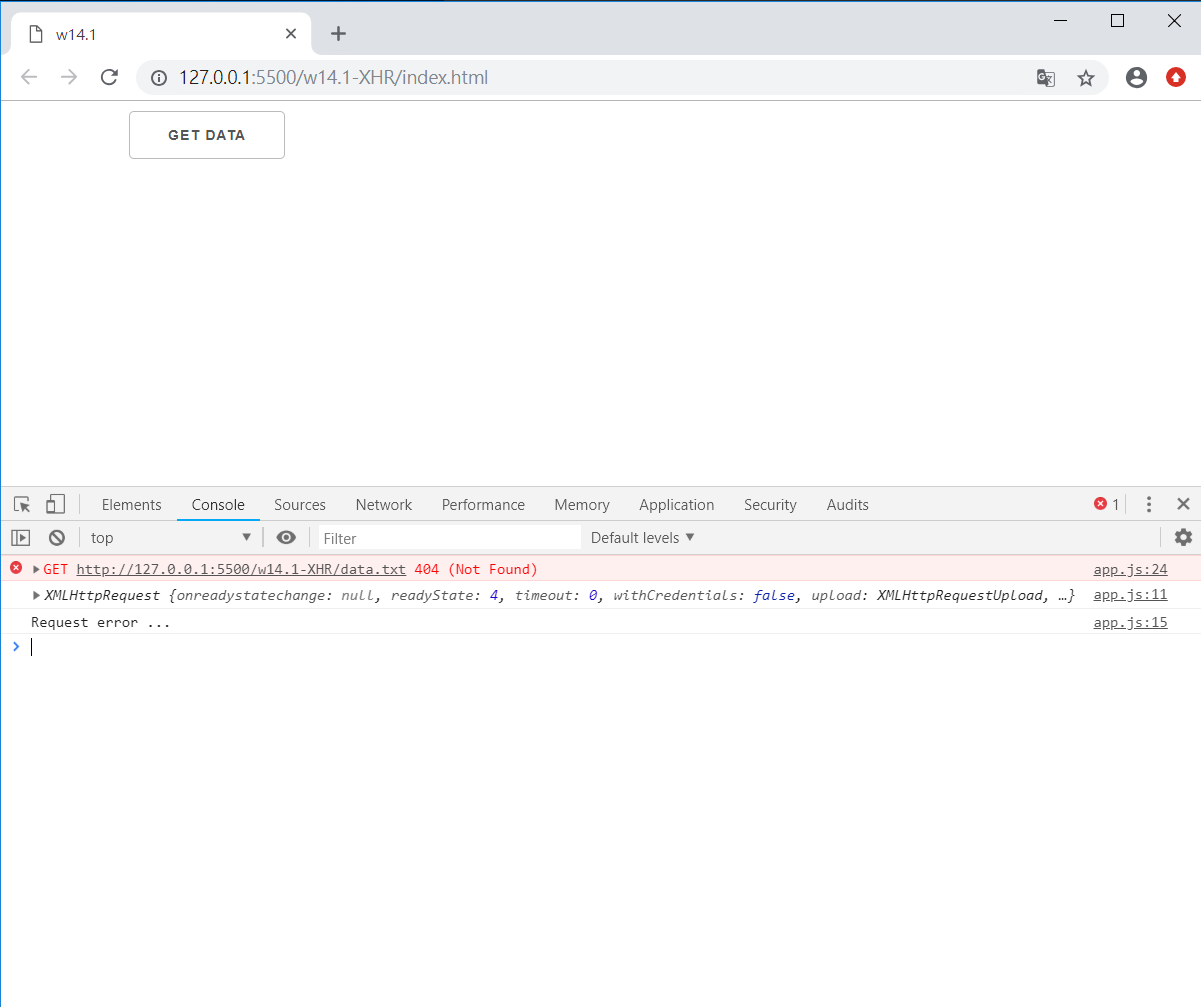 w14.1
127.0.0.1:5500/w14.1-XHR/index.html
GET DATA
Elements Console Sources Network Performance Memory Application Security Audits 1
top Filter Default levels
GET http://127.0.0.1:5500/w14.1-XHR/data.txt 404 (Not Found) app.js:24
XMLHttpRequest {onreadystatechange: null, readyState: 4, timeout: 0, withCredentials: false, upload: XMLHttpRequestUpload, …} app.js:11
Request error ... app.js:15